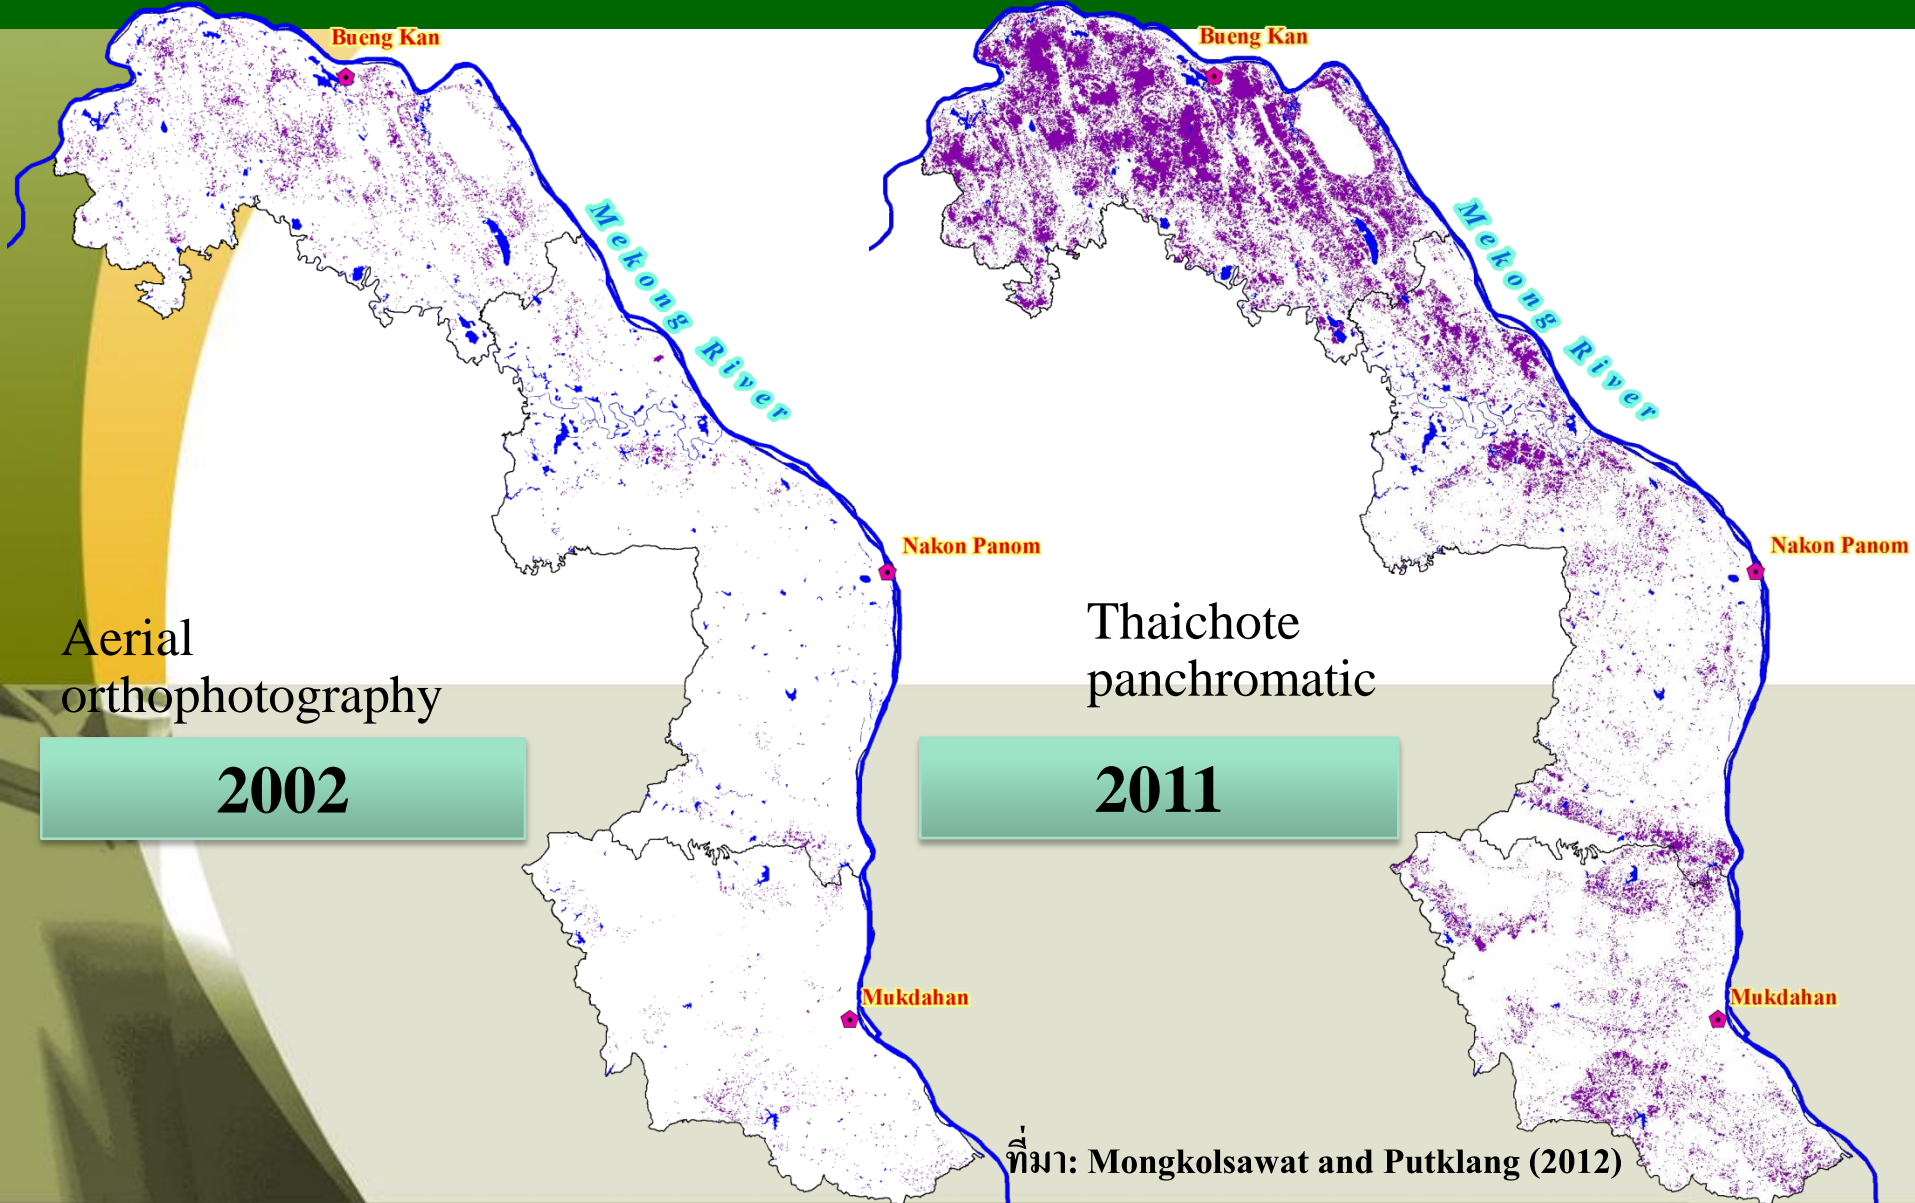 Bueng Kan
Mekong River
Nakon Panom
Aerial
orthophotography
2002
Mukdahan
Bueng Kan
Mekong River
Nakon Panom
Thaichote
panchromatic
2011
Mukdahan
ที่มา: Mongkolsawat and Putklang (2012)